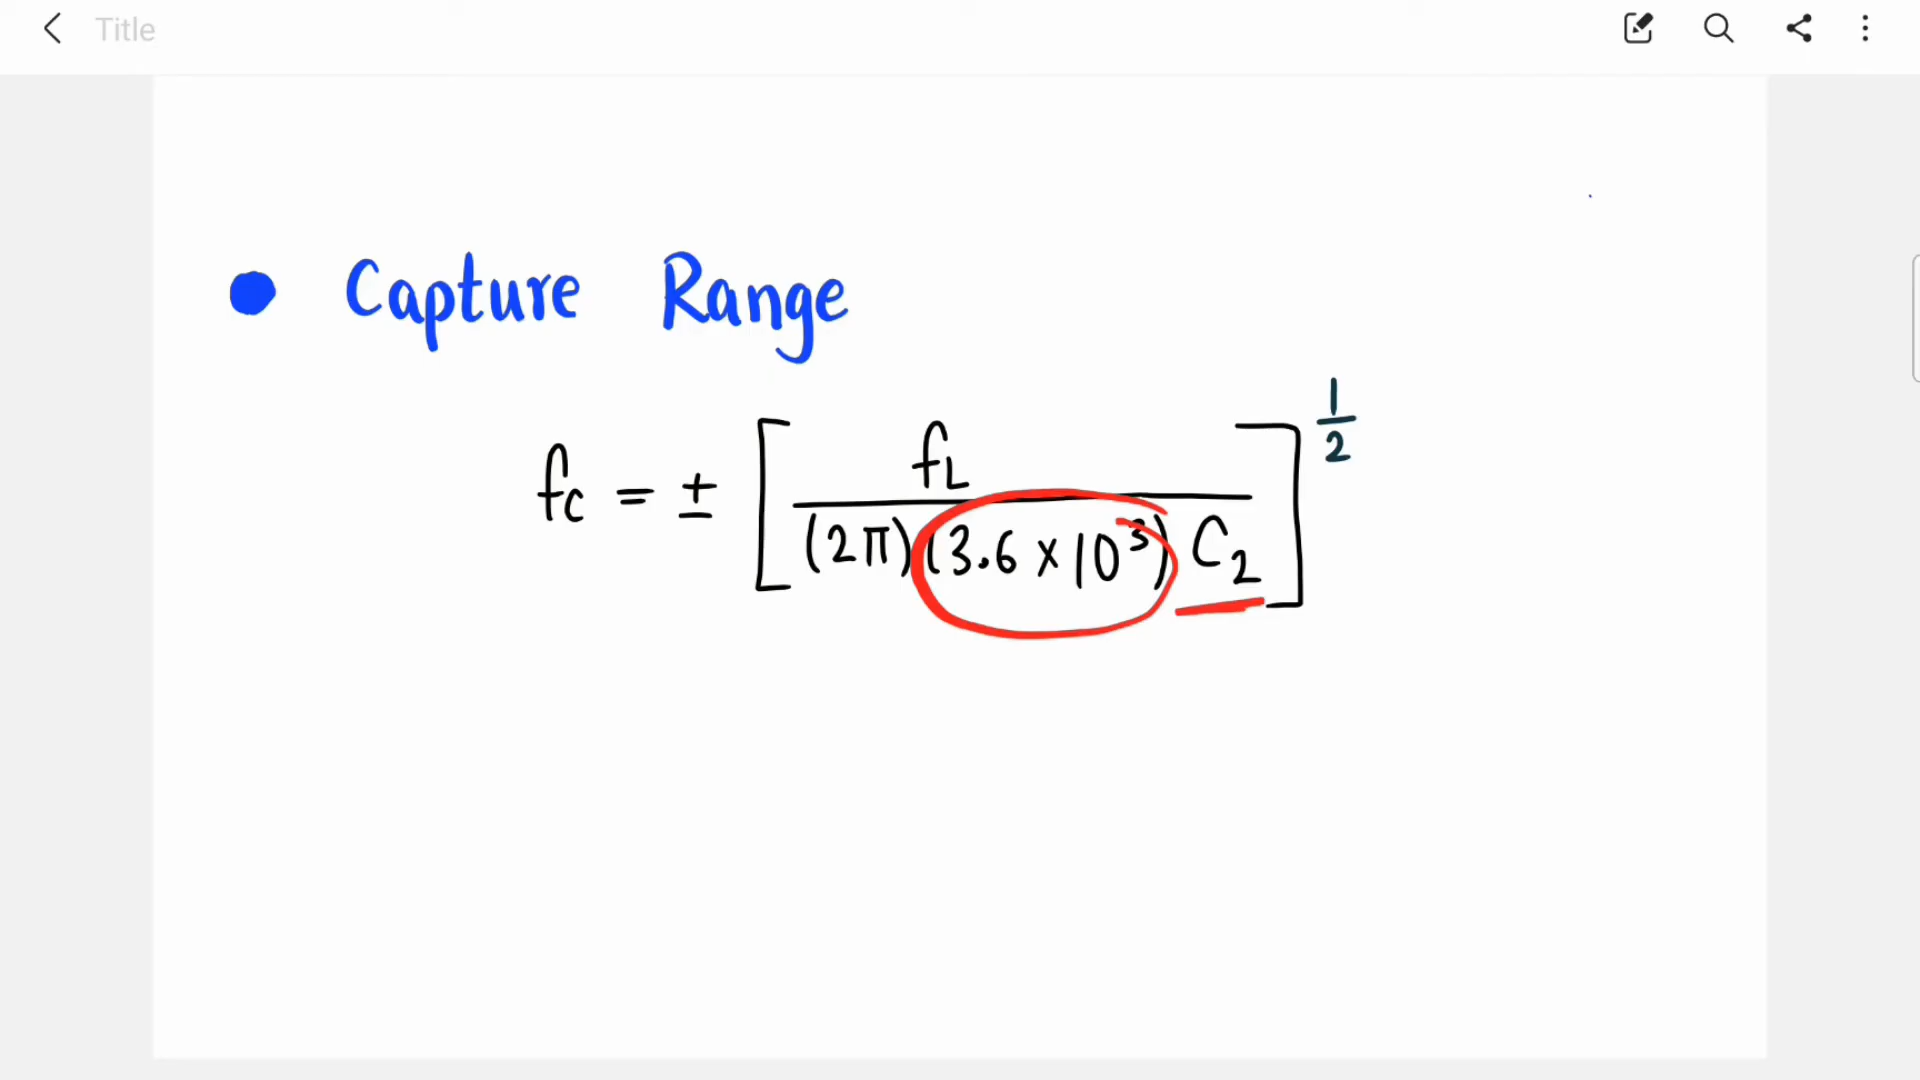 Title
● Capture Range
fc = ± [ fL / (2π)(3.6 × 10³) C₂ ]^1/2